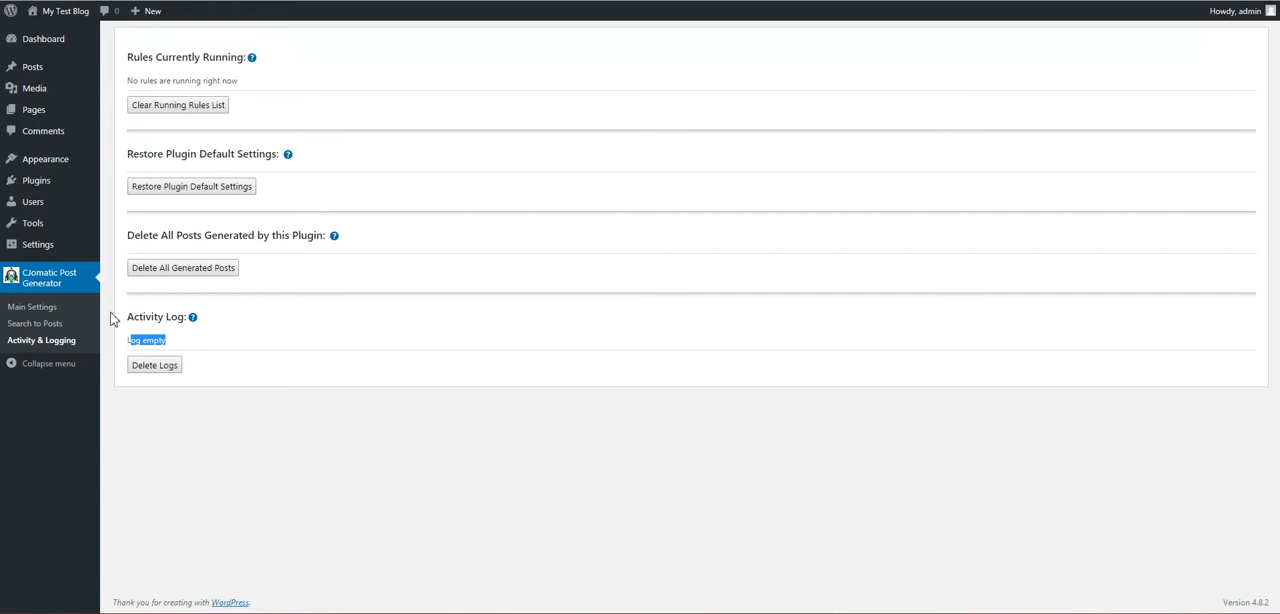 My Test Blog
0
New
Howdy, admin
Dashboard
Posts
Media
Pages
Comments
Appearance
Plugins
Users
Tools
Settings
CJomatic Post
Generator
Main Settings
Search to Posts
Activity & Logging
Collapse menu
Rules Currently Running: ?
No rules are running right now
Clear Running Rules List
Restore Plugin Default Settings: ?
Restore Plugin Default Settings
Delete All Posts Generated by this Plugin: ?
Delete All Generated Posts
Activity Log: ?
Log empty
Delete Logs
Thank you for creating with WordPress.
Version 4.8.2